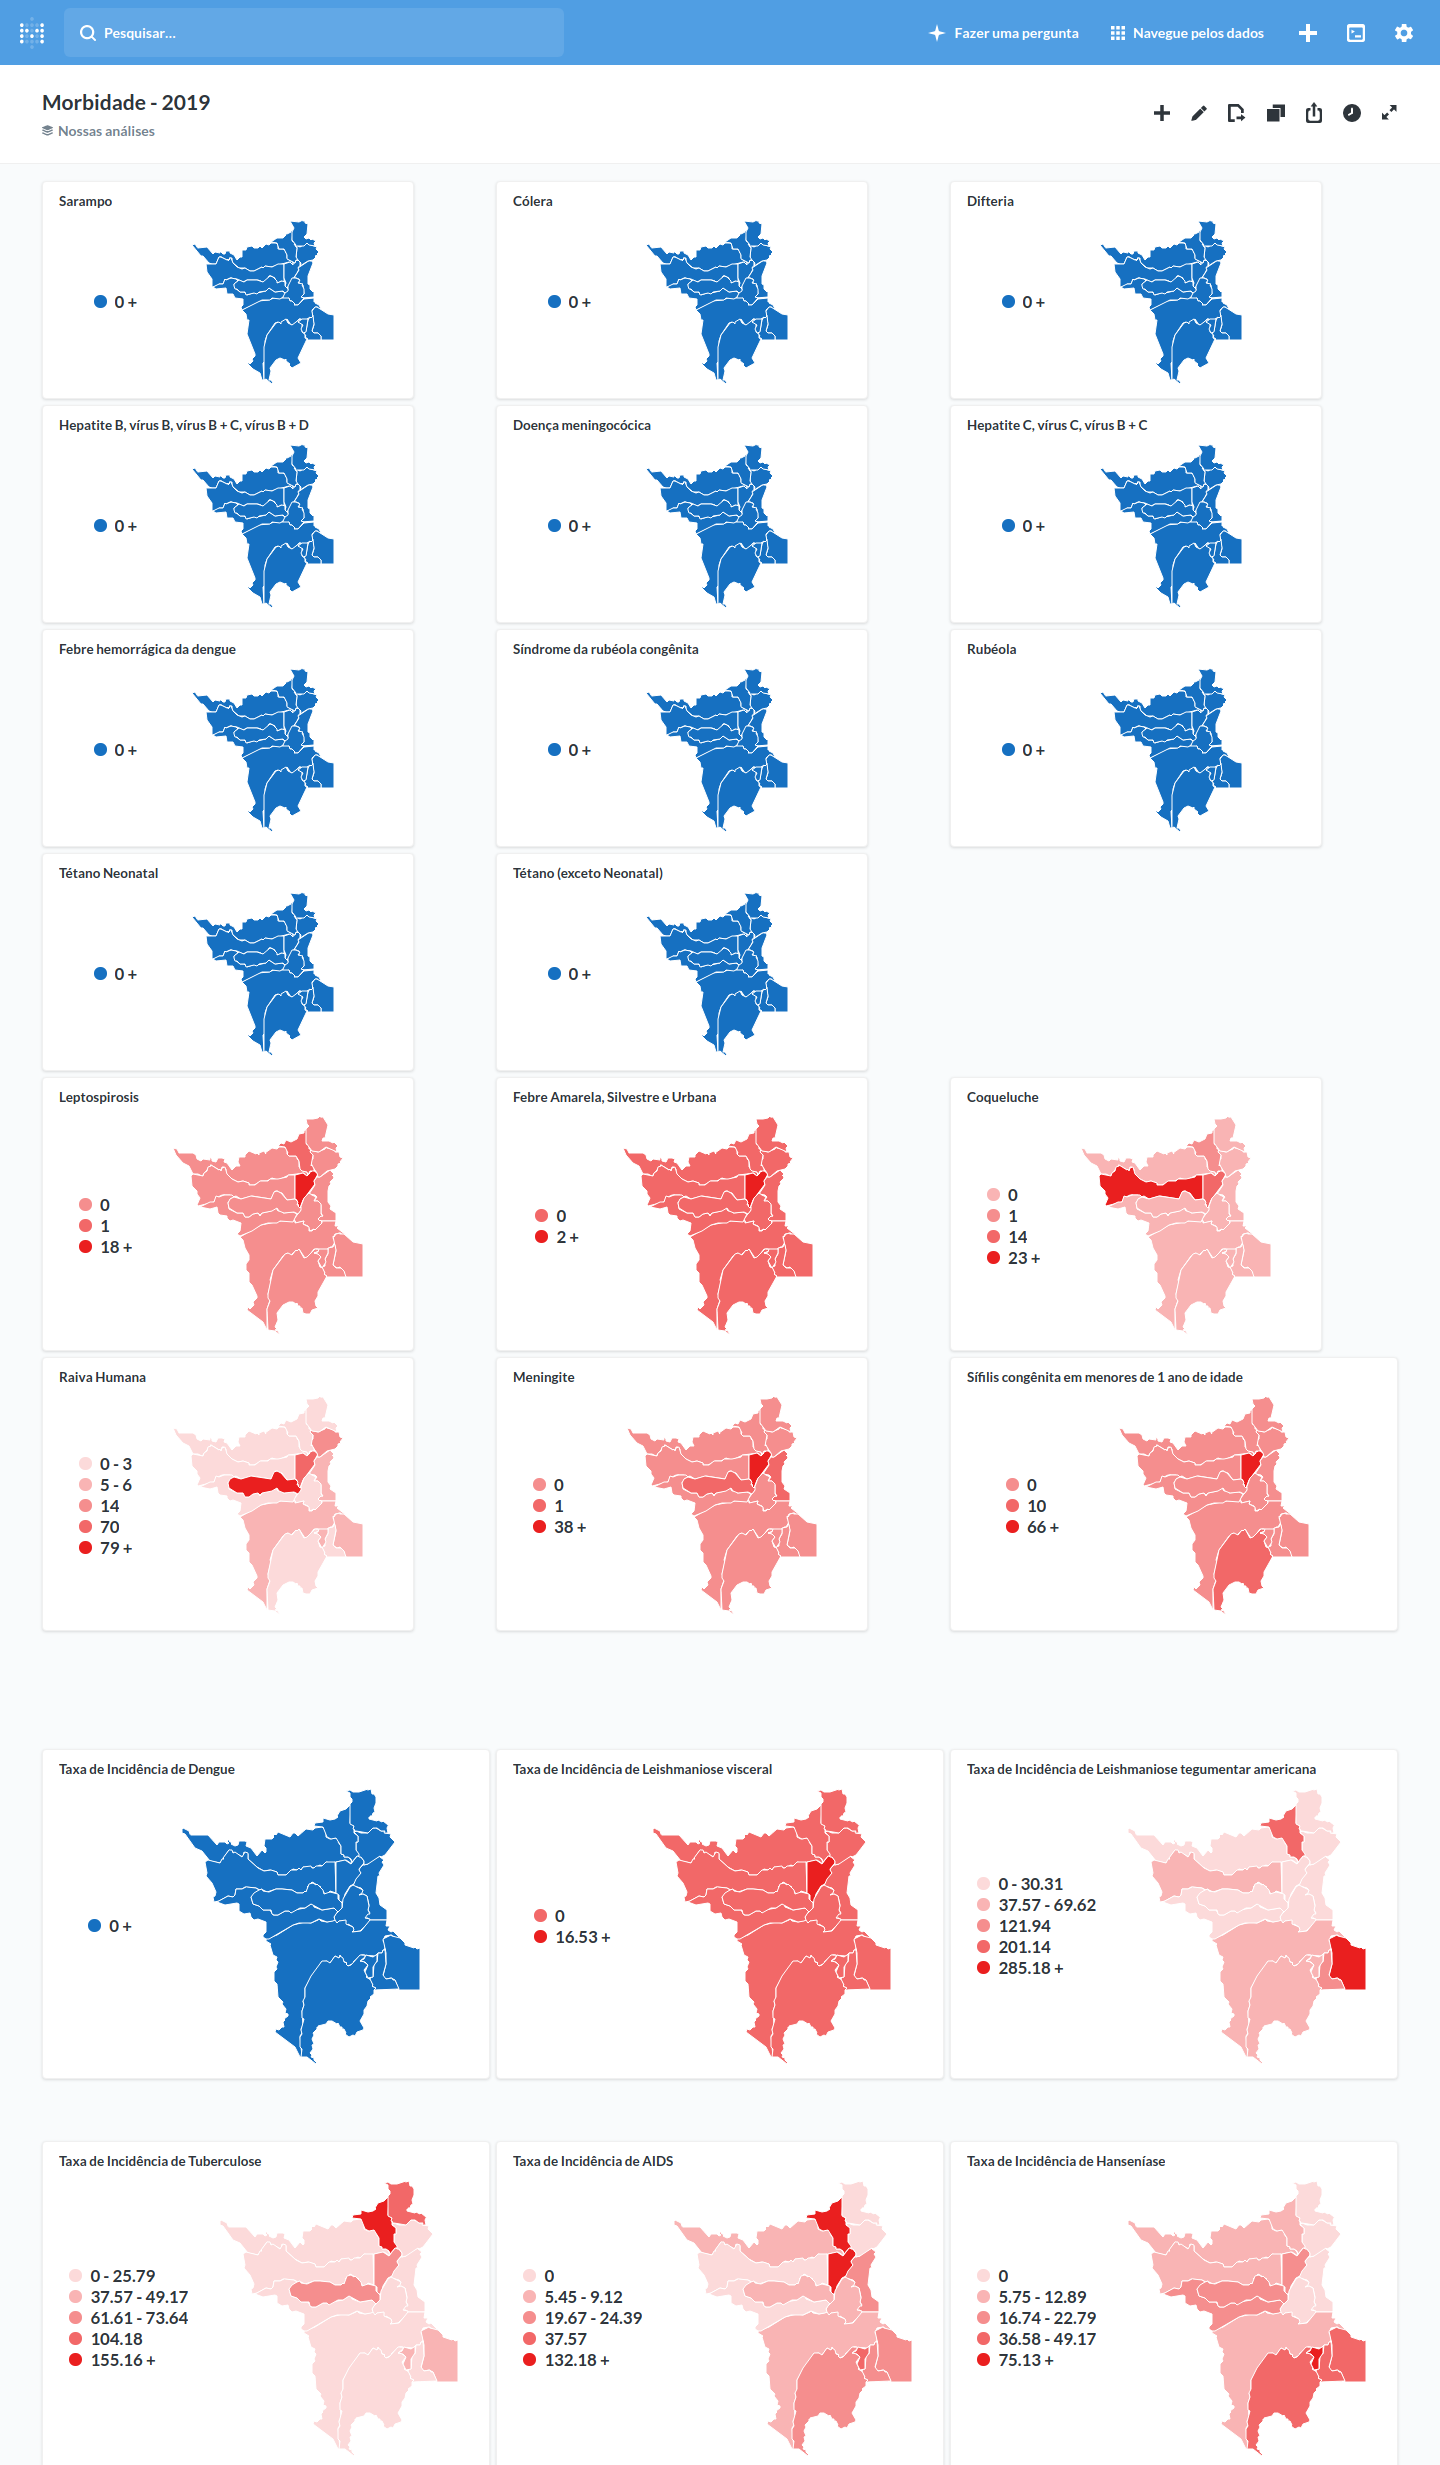 Pesquisar...
Fazer uma pergunta
Navegue pelos dados
Morbidade - 2019
Nossas análises
Sarampo
0 +
Cólera
0 +
Difteria
0 +
Hepatite B, vírus B, vírus B + C, vírus B + D
0 +
Doença meningocócica
0 +
Hepatite C, vírus C, vírus B + C
0 +
Febre hemorrágica da dengue
0 +
Síndrome da rubéola congênita
0 +
Rubéola
0 +
Tétano Neonatal
0 +
Tétano (exceto Neonatal)
0 +
Leptospirosis
0
1
18 +
Febre Amarela, Silvestre e Urbana
0
2 +
Coqueluche
0
1
14
23 +
Raiva Humana
0 - 3
5 - 6
14
70
79 +
Meningite
0
1
38 +
Sífilis congênita em menores de 1 ano de idade
0
10
66 +
Taxa de Incidência de Dengue
0 +
Taxa de Incidência de Leishmaniose visceral
0
16.53 +
Taxa de Incidência de Leishmaniose tegumentar americana
0 - 30.31
37.57 - 69.62
121.94
201.14
285.18 +
Taxa de Incidência de Tuberculose
0 - 25.79
37.57 - 49.17
61.61 - 73.64
104.18
155.16 +
Taxa de Incidência de AIDS
0
5.45 - 9.12
19.67 - 24.39
37.57
132.18 +
Taxa de Incidência de Hanseníase
0
5.75 - 12.89
16.74 - 22.79
36.58 - 49.17
75.13 +